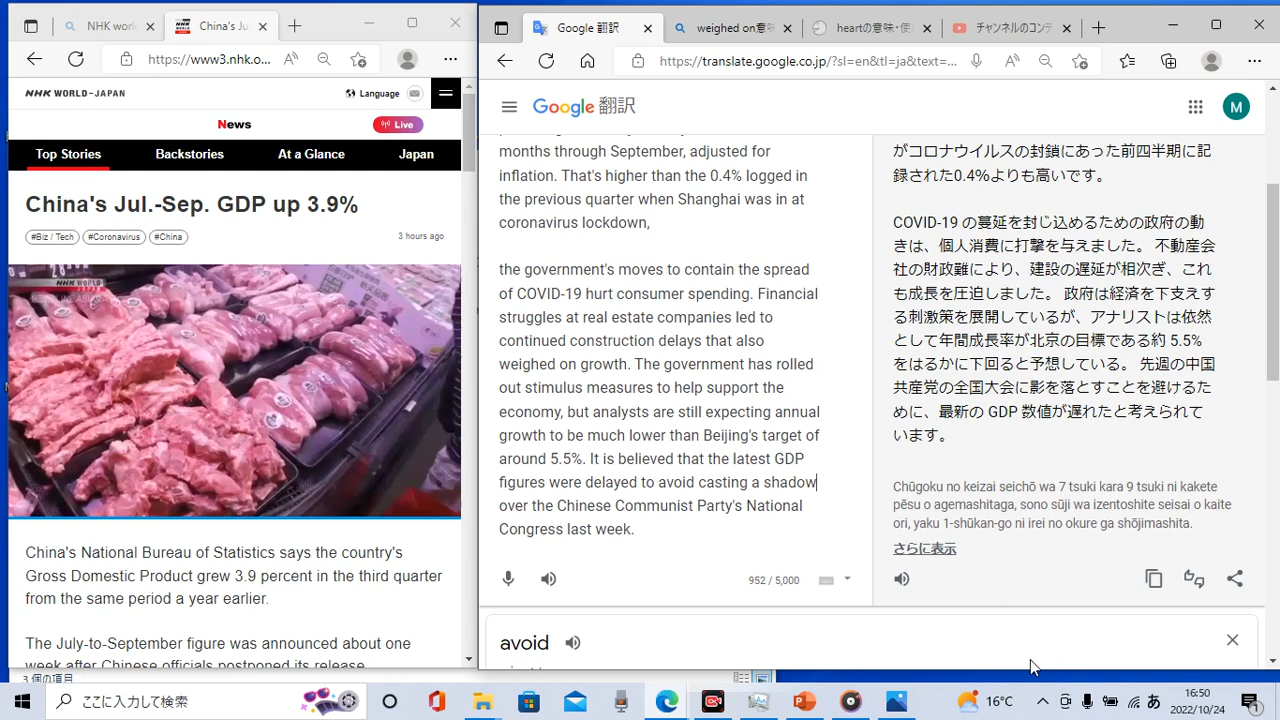 NHK worl
China's Ju
https://www3.nhk.o...
NHK WORLD-JAPAN
Language
News
Live
Top Stories
Backstories
At a Glance
Japan
China's Jul.-Sep. GDP up 3.9%
#Biz / Tech
#Coronavirus
#China
3 hours ago
NHK WORLD
JAPAN
China's National Bureau of Statistics says the country's
Gross Domestic Product grew 3.9 percent in the third quarter
from the same period a year earlier.
The July-to-September figure was announced about one
week after Chinese officials postponed its release
3 個の項目
Google 翻訳
weighed on意味
heartの意味・使い
チャンネルのコンテ
https://translate.google.co.jp/?sl=en&tl=ja&text=...
Google 翻訳
M
months through September, adjusted for
inflation. That's higher than the 0.4% logged in
the previous quarter when Shanghai was in at
coronavirus lockdown,
the government's moves to contain the spread
of COVID-19 hurt consumer spending. Financial
struggles at real estate companies led to
continued construction delays that also
weighed on growth. The government has rolled
out stimulus measures to help support the
economy, but analysts are still expecting annual
growth to be much lower than Beijing's target of
around 5.5%. It is believed that the latest GDP
figures were delayed to avoid casting a shadow
over the Chinese Communist Party's National
Congress last week.
952 / 5,000
がコロナウイルスの封鎖にあった前四半期に記
録された0.4%よりも高いです。
COVID-19 の蔓延を封じ込めるための政府の動
きは、個人消費に打撃を与えました。 不動産会
社の財政難により、建設の遅延が相次ぎ、これ
も成長を圧迫しました。 政府は経済を下支えす
る刺激策を展開しているが、アナリストは依然
として年間成長率が北京の目標である約 5.5%
をはるかに下回ると予想している。 先週の中国
共産党の全国大会に影を落とすことを避けるた
めに、最新の GDP 数値が遅れたと考えられて
います。
Chūgoku no keizai seichō wa 7 tsuki kara 9 tsuki ni kakete
pēsu o agemashitaga, sono sūji wa izentoshite seisai o kaite
ori, yaku 1-shūkan-go ni irei no okure ga shōjimashita.
さらに表示
avoid
ここに入力して検索
16°C
あ
16:50
2022/10/24
1